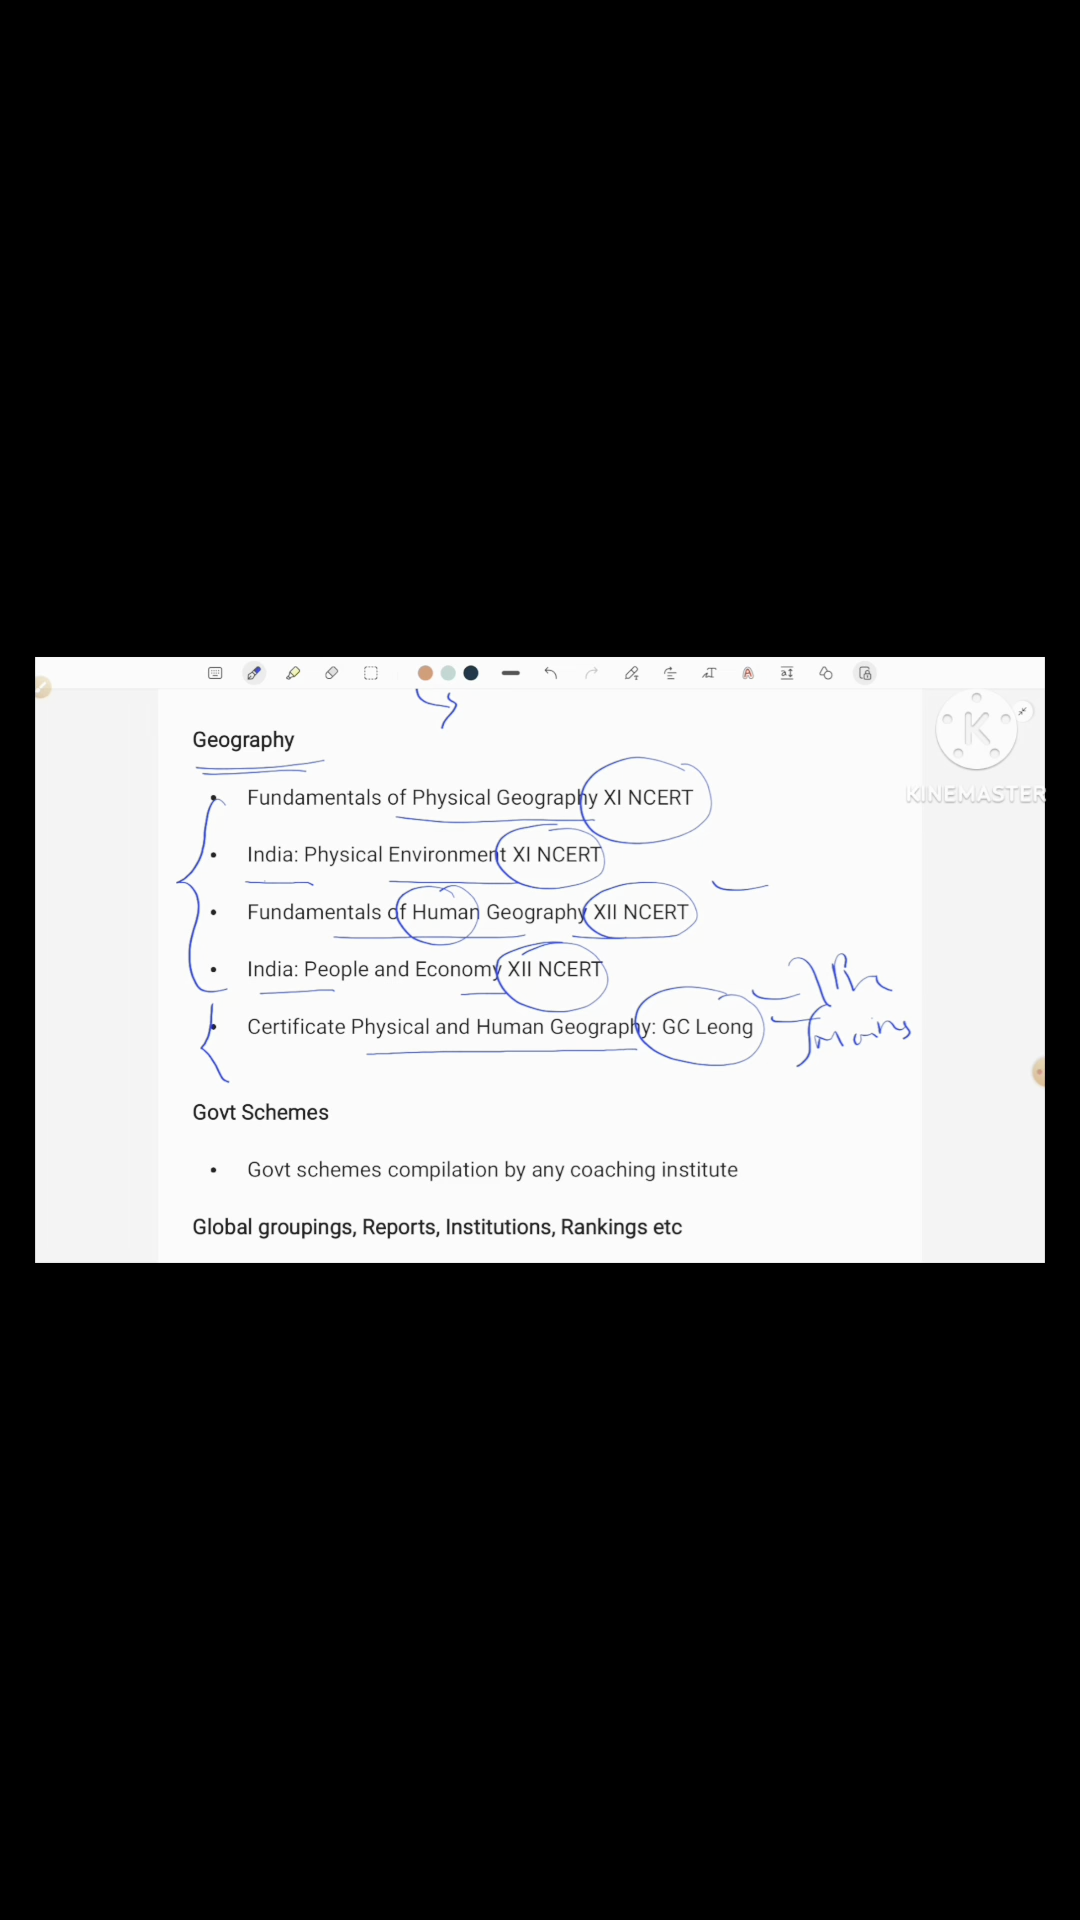 KINEMASTER
Geography
• Fundamentals of Physical Geography XI NCERT
• India: Physical Environment XI NCERT
• Fundamentals of Human Geography XII NCERT
• India: People and Economy XII NCERT
Pre
• Certificate Physical and Human Geography: GC Leong
mains
Govt Schemes
• Govt schemes compilation by any coaching institute
Global groupings, Reports, Institutions, Rankings etc